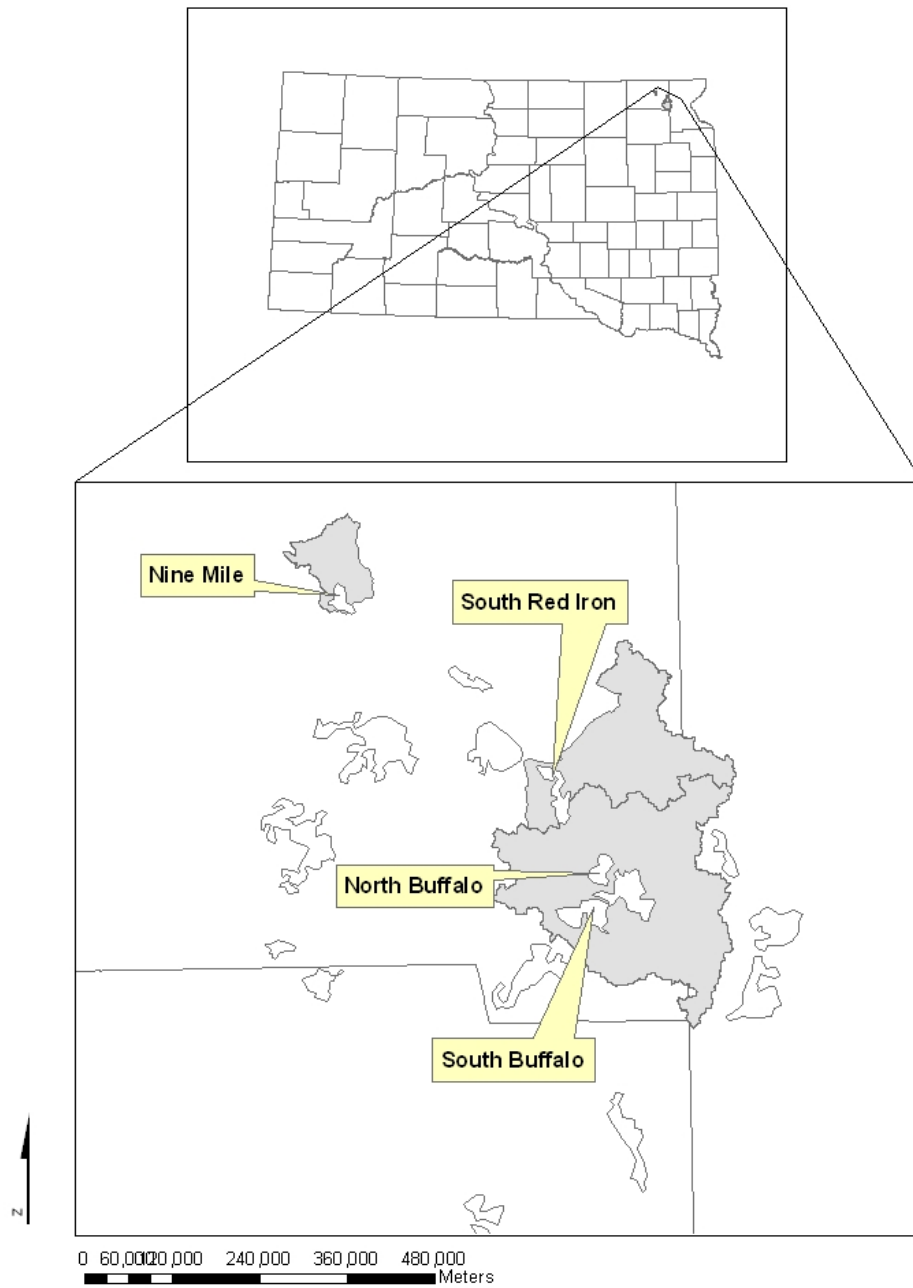 Nine Mile
South Red Iron
North Buffalo
South Buffalo
N
0 60,000 120,000 240,000 360,000 480,000
Meters